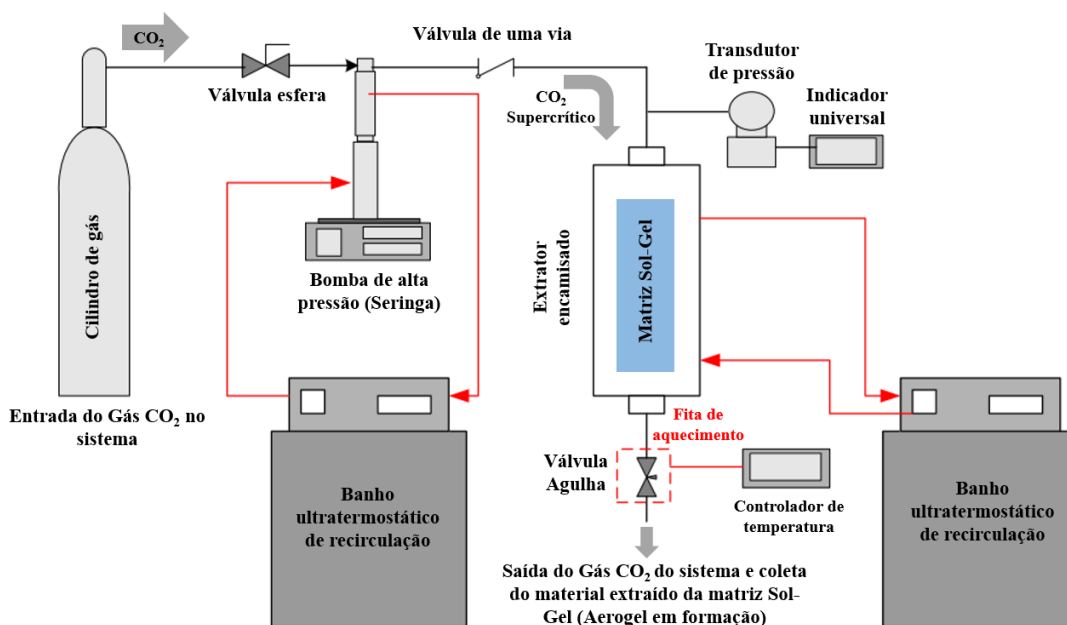 CO₂
Válvula esfera
Válvula de uma via
CO₂
Supercrítico
Transdutor
de pressão
Indicador
universal
Cilindro de gás
Bomba de alta
pressão (Seringa)
Extrator
encamisado
Matriz Sol-Gel
Entrada do Gás CO₂ no
sistema
Fita de
aquecimento
Válvula
Agulha
Controlador de
temperatura
Banho
ultratermostático
de recirculação
Banho
ultratermostático
de recirculação
Saída do Gás CO₂ do sistema e coleta
do material extraído da matriz Sol-
Gel (Aerogel em formação)